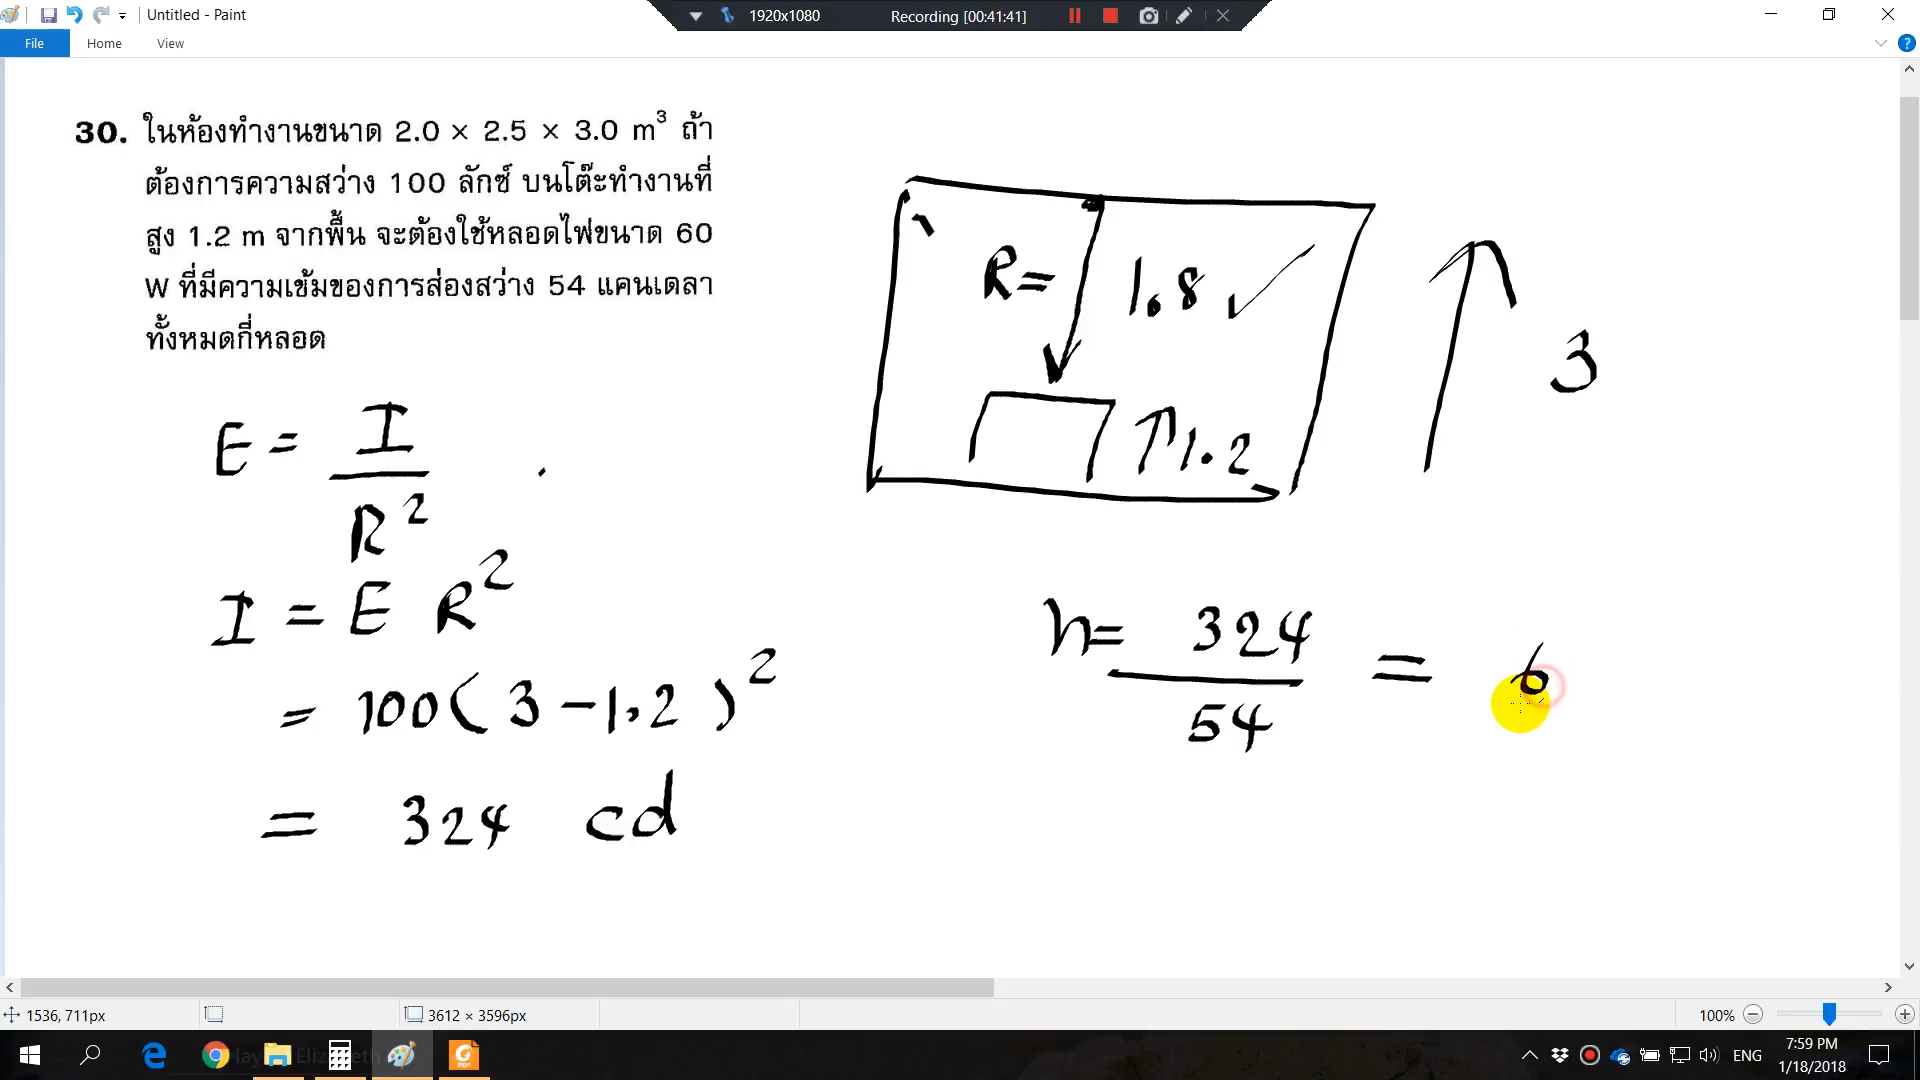 Untitled - Paint
1920x1080
Recording [00:41:41]
File Home View
30. ในห้องทำงานขนาด 2.0 × 2.5 × 3.0 m³ ถ้า
ต้องการความสว่าง 100 ลักซ์ บนโต๊ะทำงานที่
สูง 1.2 m จากพื้น จะต้องใช้หลอดไฟขนาด 60
W ที่มีความเข้มของการส่องสว่าง 54 แคนเดลา
ทั้งหมดกี่หลอด
E = I
R²
I = E R²
= 100 ( 3 - 1.2 )²
= 324 cd
R = 1.8 ✓
↑ 1.2
3
n = 324 = 6
54
1536, 711px
3612 × 3596px
100%
ENG
7:59 PM
1/18/2018